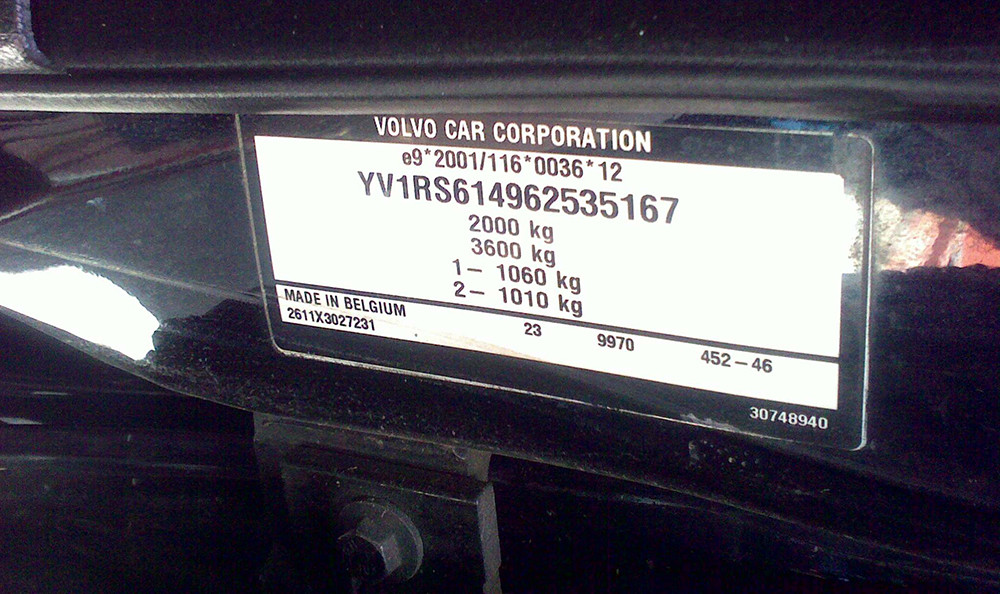 VOLVO CAR CORPORATION
e9*2001/116*0036*12
YV1RS614962535167
2000 kg
3600 kg
1- 1060 kg
2- 1010 kg
MADE IN BELGIUM
2611X3027231 23 9970 452-46
30748940